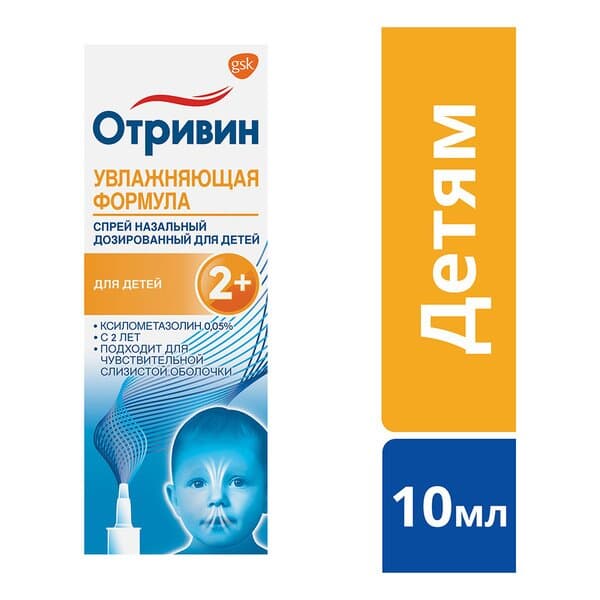 gsk
Отривин
УВЛАЖНЯЮЩАЯ
ФОРМУЛА
СПРЕЙ НАЗАЛЬНЫЙ
ДОЗИРОВАННЫЙ ДЛЯ ДЕТЕЙ
ДЛЯ ДЕТЕЙ 2+
• КСИЛОМЕТАЗОЛИН 0,05%
• С 2 ЛЕТ
• ПОДХОДИТ ДЛЯ
ЧУВСТВИТЕЛЬНОЙ
СЛИЗИСТОЙ ОБОЛОЧКИ
Детям
10мл